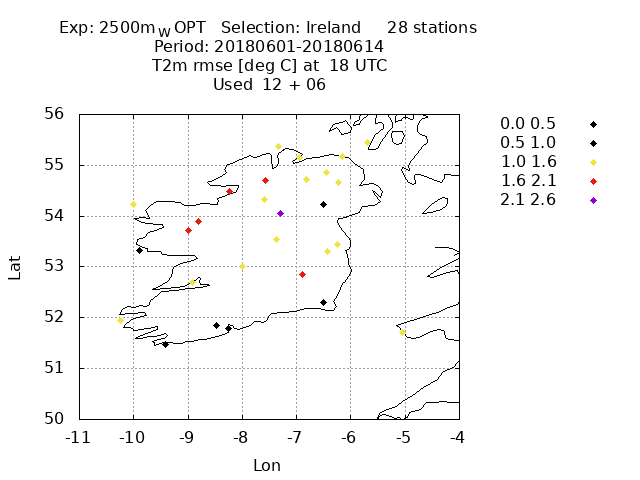 Exp: 2500m_W OPT   Selection: Ireland     28 stations
Period: 20180601-20180614
T2m rmse [deg C] at  18 UTC
Used  12 + 06
0.0 0.5
0.5 1.0
1.0 1.6
1.6 2.1
2.1 2.6
56
55
54
53
52
51
50
Lat
-11 -10 -9 -8 -7 -6 -5 -4
Lon